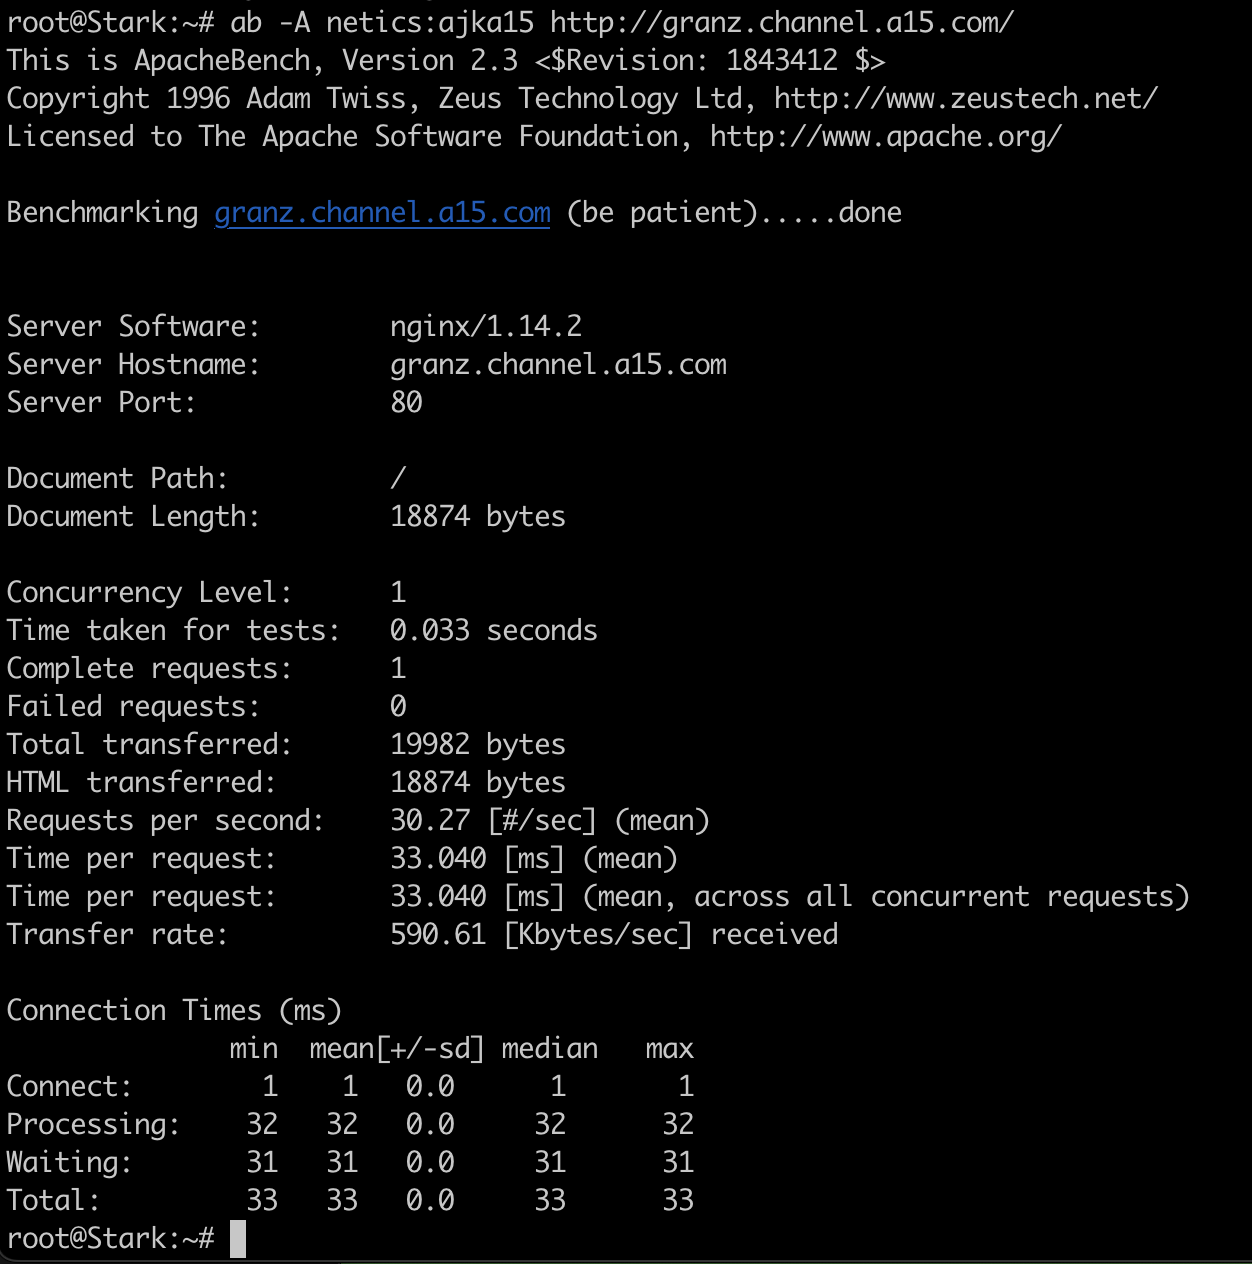 root@Stark:~# ab -A netics:ajka15 http://granz.channel.a15.com/
This is ApacheBench, Version 2.3 <$Revision: 1843412 $>
Copyright 1996 Adam Twiss, Zeus Technology Ltd, http://www.zeustech.net/
Licensed to The Apache Software Foundation, http://www.apache.org/
Benchmarking granz.channel.a15.com (be patient).....done
Server Software:        nginx/1.14.2
Server Hostname:        granz.channel.a15.com
Server Port:            80
Document Path:          /
Document Length:        18874 bytes
Concurrency Level:      1
Time taken for tests:   0.033 seconds
Complete requests:      1
Failed requests:        0
Total transferred:      19982 bytes
HTML transferred:       18874 bytes
Requests per second:    30.27 [#/sec] (mean)
Time per request:       33.040 [ms] (mean)
Time per request:       33.040 [ms] (mean, across all concurrent requests)
Transfer rate:          590.61 [Kbytes/sec] received
Connection Times (ms)
              min  mean[+/-sd] median   max
Connect:        1    1   0.0      1       1
Processing:    32   32   0.0     32      32
Waiting:       31   31   0.0     31      31
Total:         33   33   0.0     33      33
root@Stark:~#